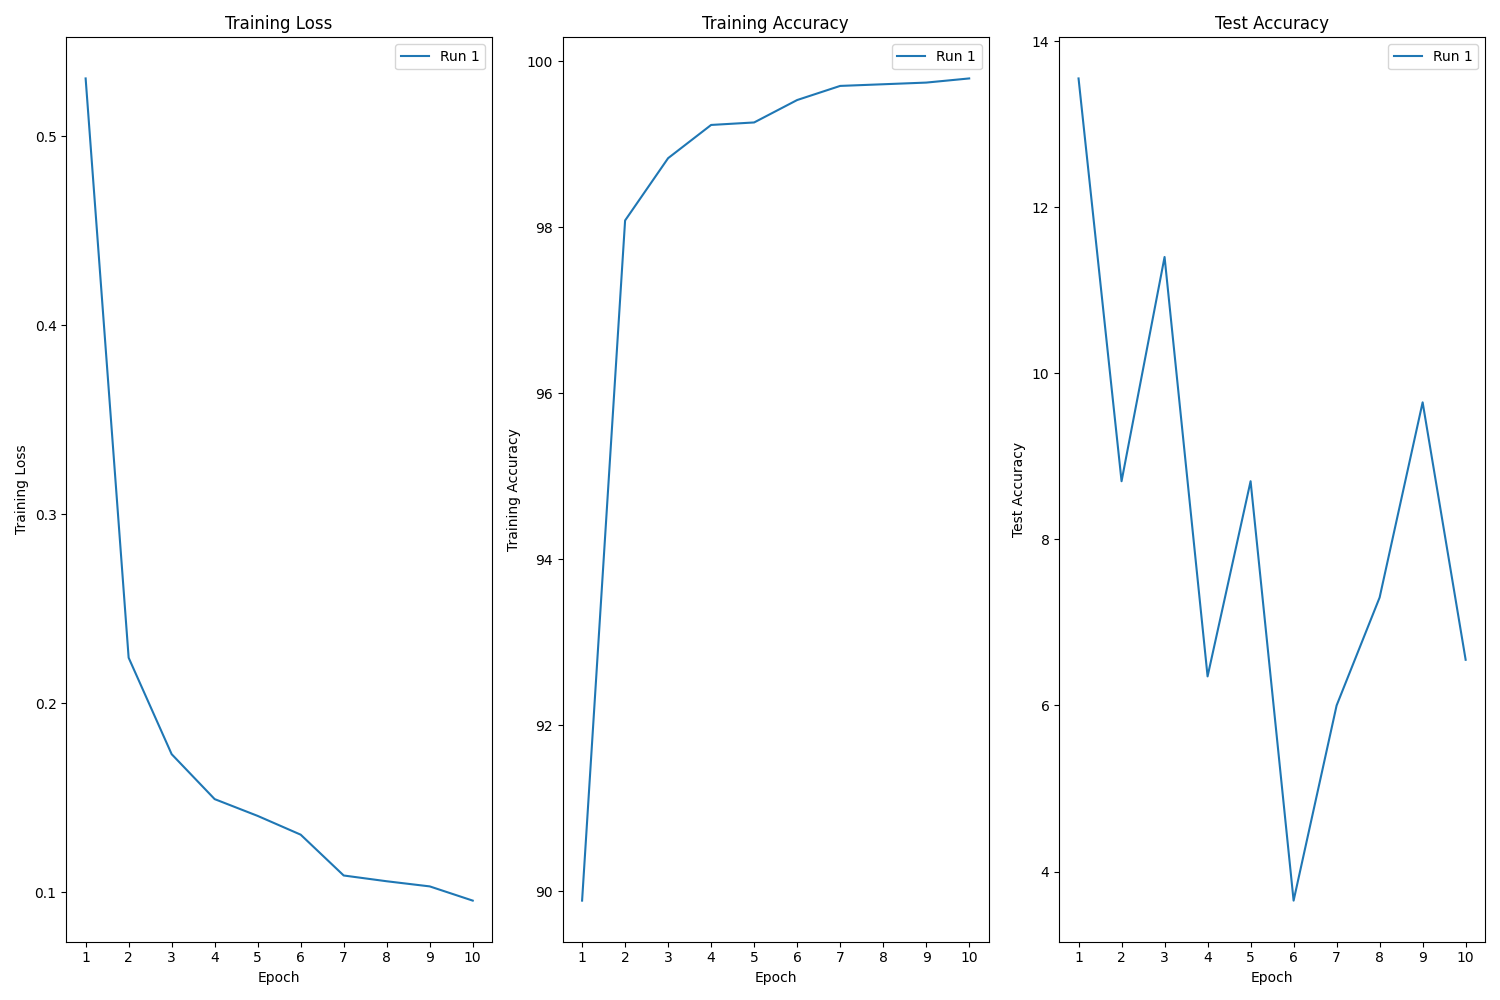 Training Loss
Run 1
0.5
0.4
0.3
0.2
0.1
Training Loss
1 2 3 4 5 6 7 8 9 10
Epoch
Training Accuracy
Run 1
100
98
96
94
92
90
Training Accuracy
1 2 3 4 5 6 7 8 9 10
Epoch
Test Accuracy
Run 1
14
12
10
8
6
4
Test Accuracy
1 2 3 4 5 6 7 8 9 10
Epoch